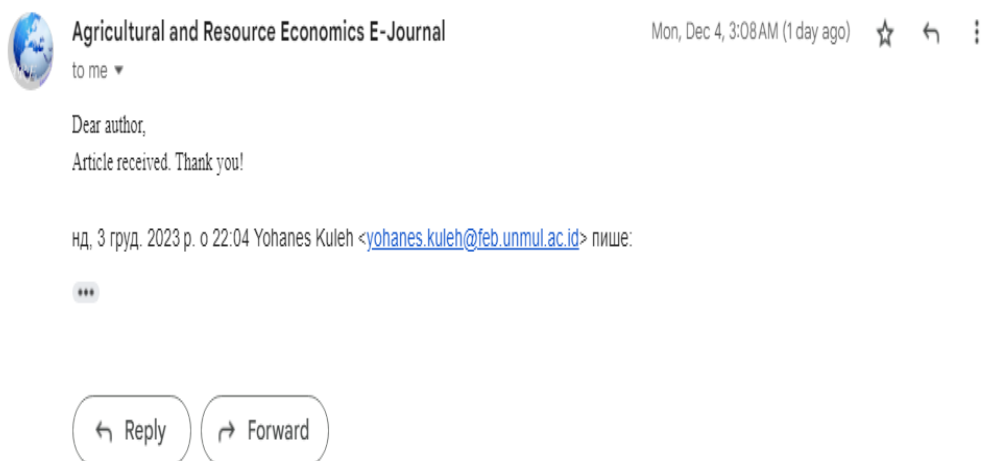 Agricultural and Resource Economics E-Journal
Mon, Dec 4, 3:08 AM (1 day ago)
to me
Dear author,
Article received. Thank you!
нд, 3 груд. 2023 р. о 22:04 Yohanes Kuleh <yohanes.kuleh@feb.unmul.ac.id> пише:
Reply
Forward